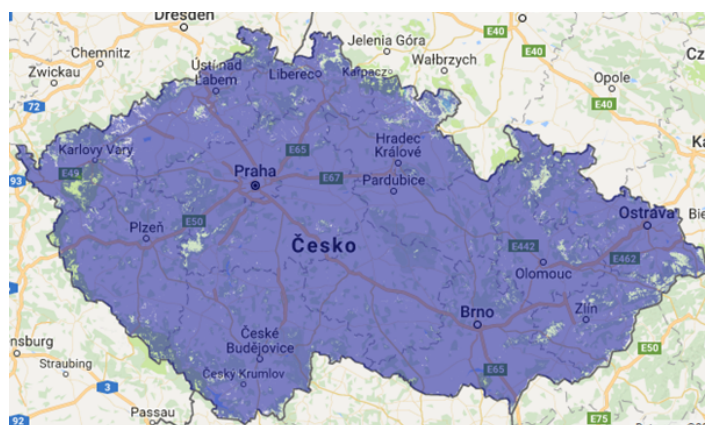 Dresden
Jelenia Góra
E40
Chemnitz
Wałbrzych
Zwickau
Ústí nad
Labem
Liberec
Karpacz
Opole
E40
72
E65
Hradec
Králové
Karlovy Vary
E49
93
Praha
E67
Pardubice
Plzeň
E50
Česko
Ostrava
E442
E462
Olomouc
Brno
Zlín
České
Budějovice
E50
Straubing
Český Krumlov
E65
3
Passau
92
E75